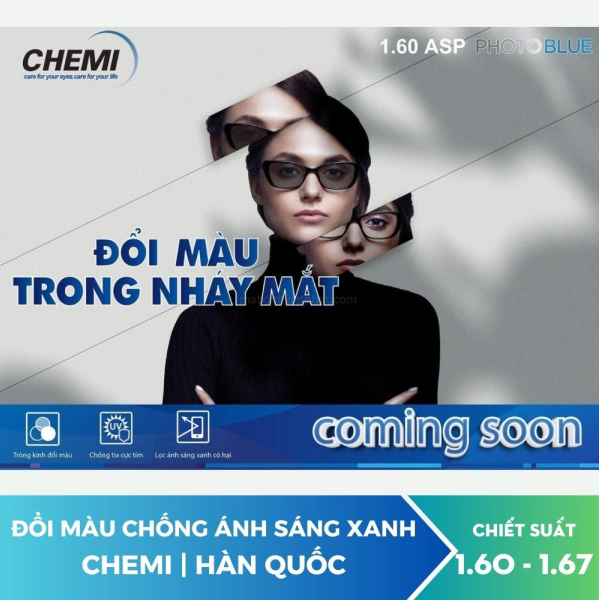 CHEMI
care for your eyes,care for your life
1.60 ASP PHOTOBLUE
ĐỔI MÀU
TRONG NHÁY MẮT
Tròng kính đổi màu
Chống tia cực tím
Lọc ánh sáng xanh có hại
UV
coming soon
ĐỔI MÀU CHỐNG ÁNH SÁNG XANH
CHEMI | HÀN QUỐC
CHIẾT SUẤT
1.60 - 1.67